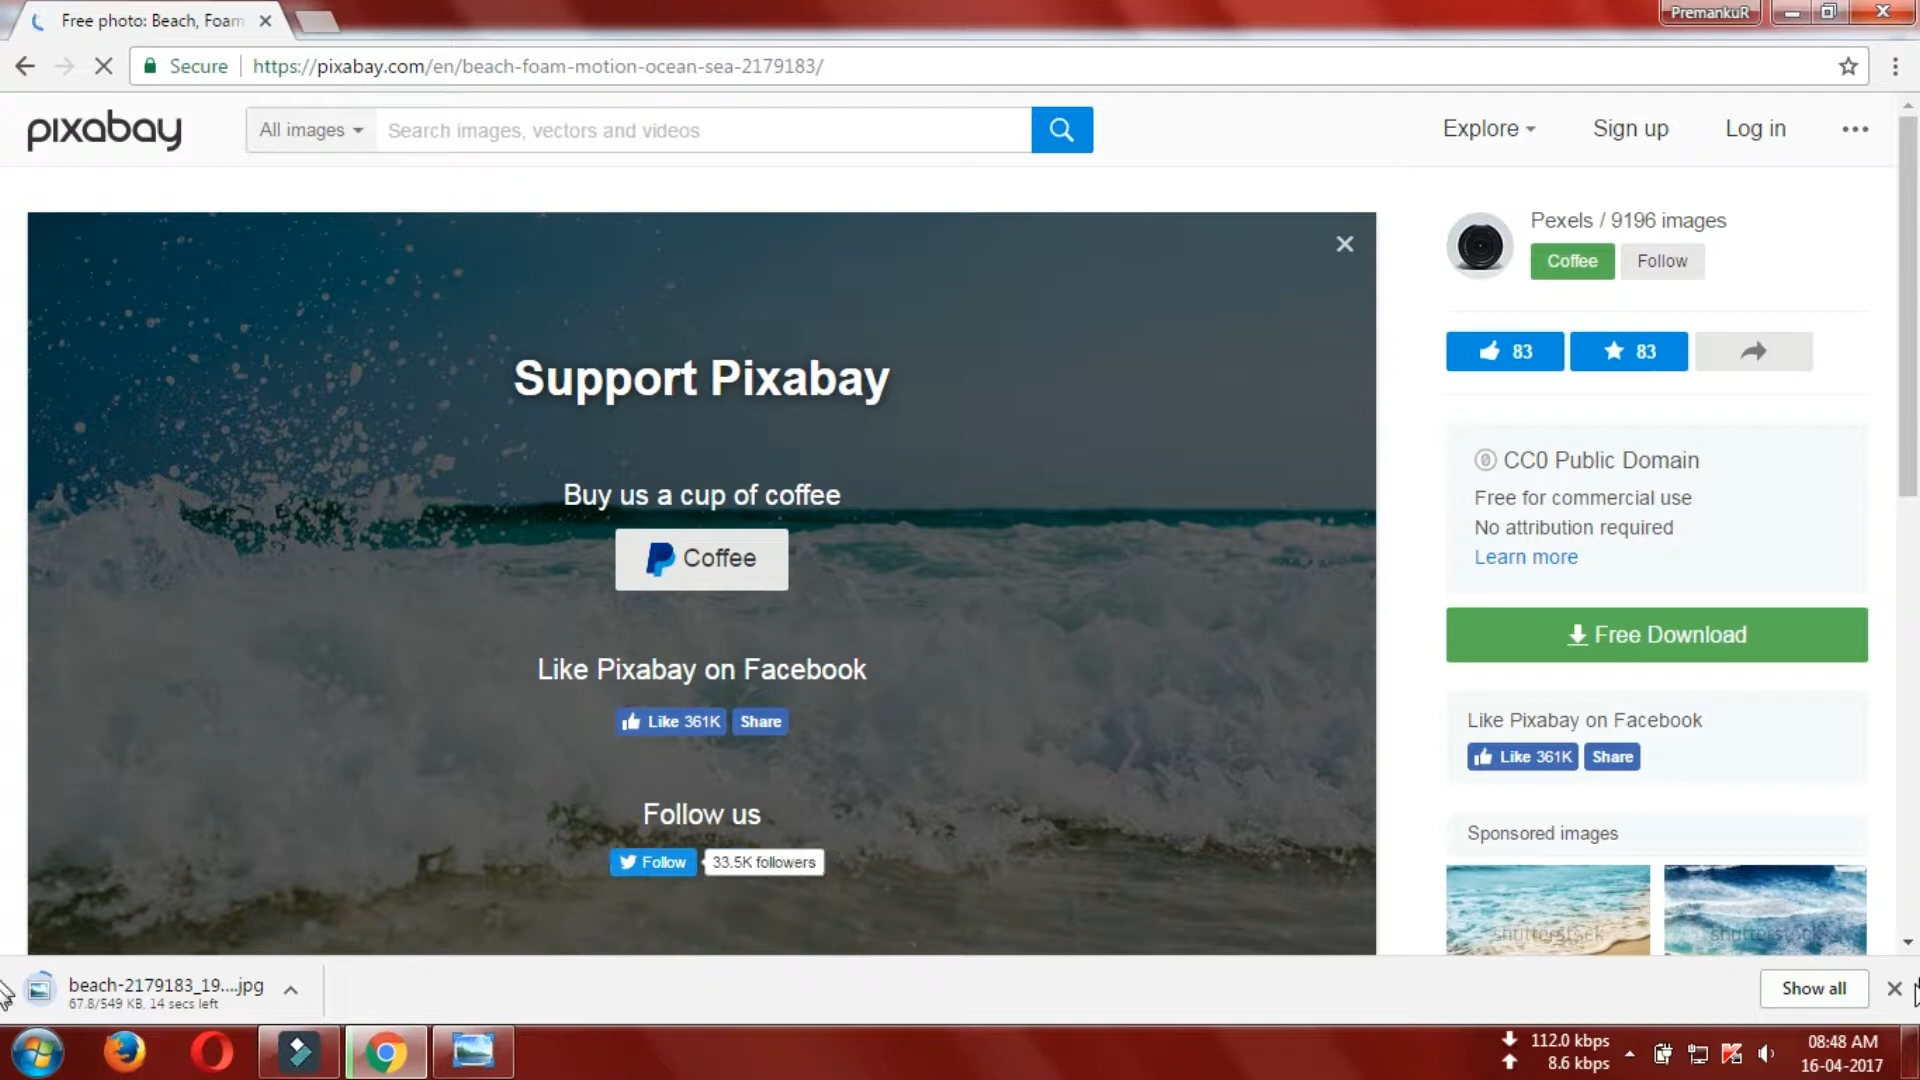 Free photo: Beach, Foam
PremankuR
Secure
https://pixabay.com/en/beach-foam-motion-ocean-sea-2179183/
pixabay
All images
Search images, vectors and videos
Explore
Sign up
Log in
Pexels / 9196 images
Coffee
Follow
83
83
Support Pixabay
Buy us a cup of coffee
Coffee
Like Pixabay on Facebook
Like 361K
Share
Follow us
Follow
33.5K followers
CC0 Public Domain
Free for commercial use
No attribution required
Learn more
Free Download
Like Pixabay on Facebook
Like 361K
Share
Sponsored images
shutterstock
shutterstock
beach-2179183_19....jpg
67.8/549 KB, 14 secs left
Show all
112.0 kbps
8.6 kbps
08:48 AM
16-04-2017